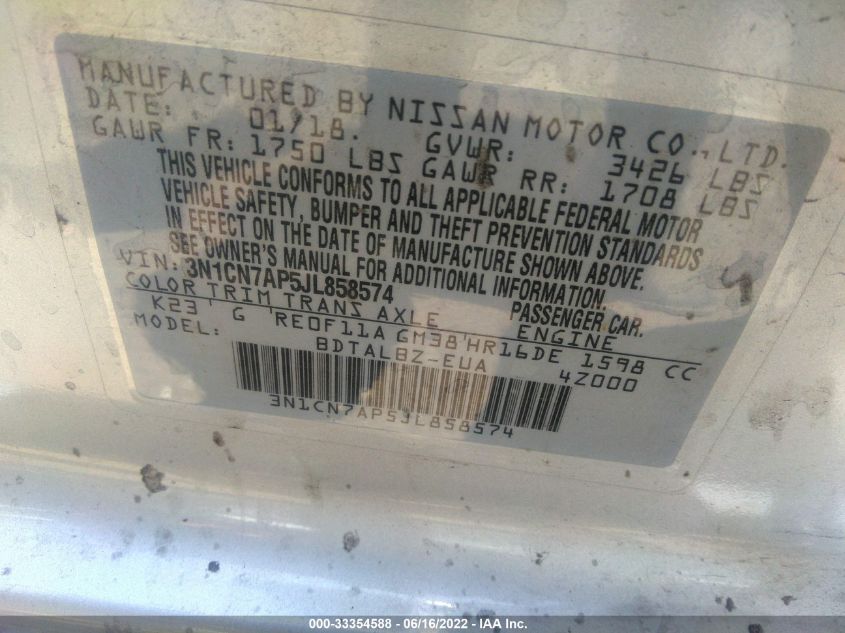 MANUFACTURED BY NISSAN MOTOR CO., LTD.
DATE: 01/18. GVWR: 3426 LBS
GAWR FR: 1750 LBS GAWR RR: 1708 LBS
THIS VEHICLE CONFORMS TO ALL APPLICABLE FEDERAL MOTOR
VEHICLE SAFETY, BUMPER AND THEFT PREVENTION STANDARDS
IN EFFECT ON THE DATE OF MANUFACTURE SHOWN ABOVE.
SEE OWNER'S MANUAL FOR ADDITIONAL INFORMATION.
VIN: 3N1CN7AP5JL858574 PASSENGER CAR.
COLOR TRIM TRANS AXLE ENGINE
K23 G RE0F11A GM38 HR16DE 1598 CC
MODEL: BDTALBZ-EUA 4Z000
3N1CN7AP5JL858574
000-33354588 - 06/16/2022 - IAAI.com